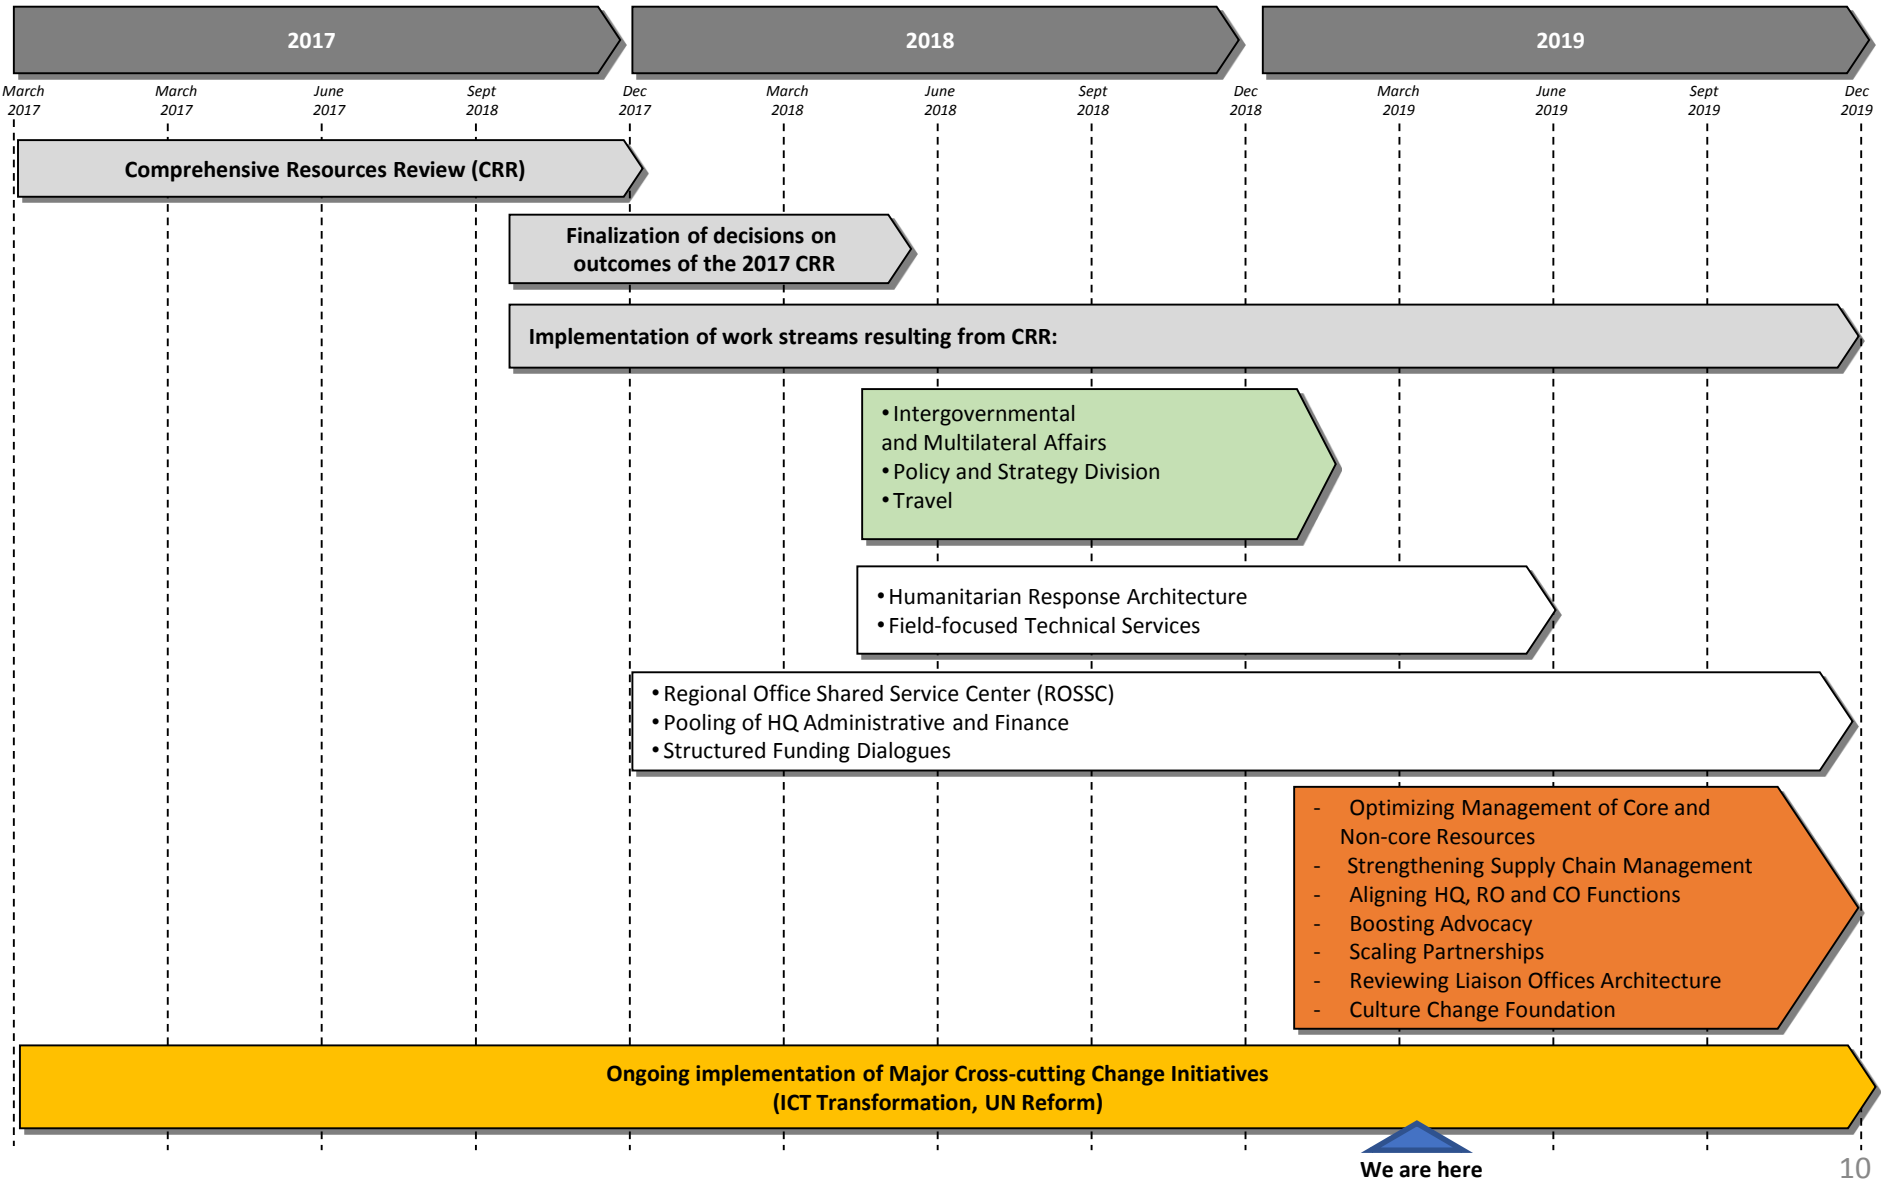 2017
2018
2019
March
2017
March
2017
June
2017
Sept
2018
Dec
2017
March
2018
June
2018
Sept
2018
Dec
2018
March
2019
June
2019
Sept
2019
Dec
2019
Comprehensive Resources Review (CRR)
Finalization of decisions on
outcomes of the 2017 CRR
Implementation of work streams resulting from CRR:
• Intergovernmental
and Multilateral Affairs
• Policy and Strategy Division
• Travel
• Humanitarian Response Architecture
• Field-focused Technical Services
• Regional Office Shared Service Center (ROSSC)
• Pooling of HQ Administrative and Finance
• Structured Funding Dialogues
- Optimizing Management of Core and
Non-core Resources
- Strengthening Supply Chain Management
- Aligning HQ, RO and CO Functions
- Boosting Advocacy
- Scaling Partnerships
- Reviewing Liaison Offices Architecture
- Culture Change Foundation
Ongoing implementation of Major Cross-cutting Change Initiatives
(ICT Transformation, UN Reform)
We are here
10